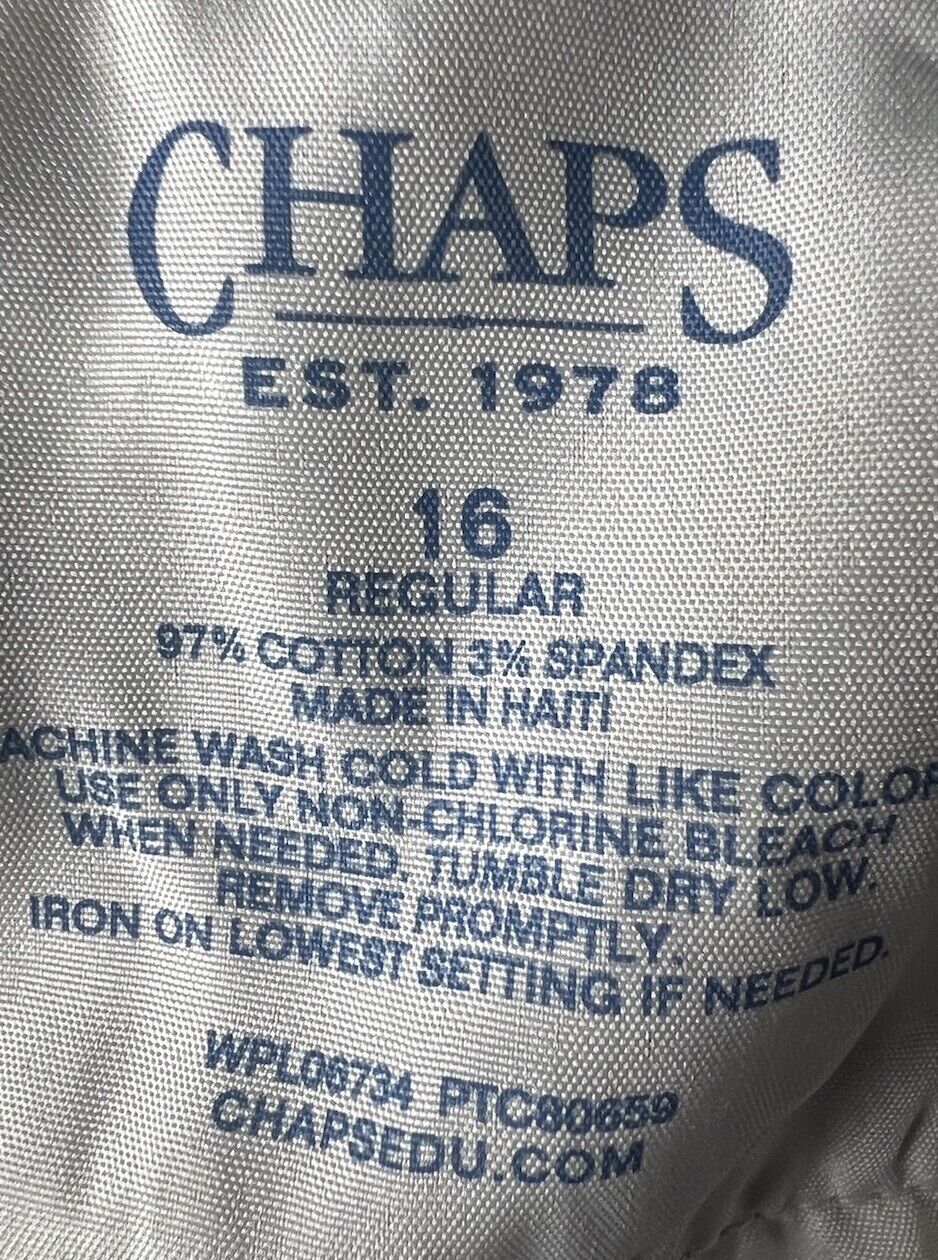 CHAPS
EST. 1978
16
REGULAR
97% COTTON 3% SPANDEX
MADE IN HAITI
ACHINE WASH COLD WITH LIKE COLOR
USE ONLY NON-CHLORINE BLEACH
WHEN NEEDED. TUMBLE DRY LOW.
REMOVE PROMPTLY.
IRON ON LOWEST SETTING IF NEEDED.
WPL06734 PTC80659
CHAPSEDU.COM